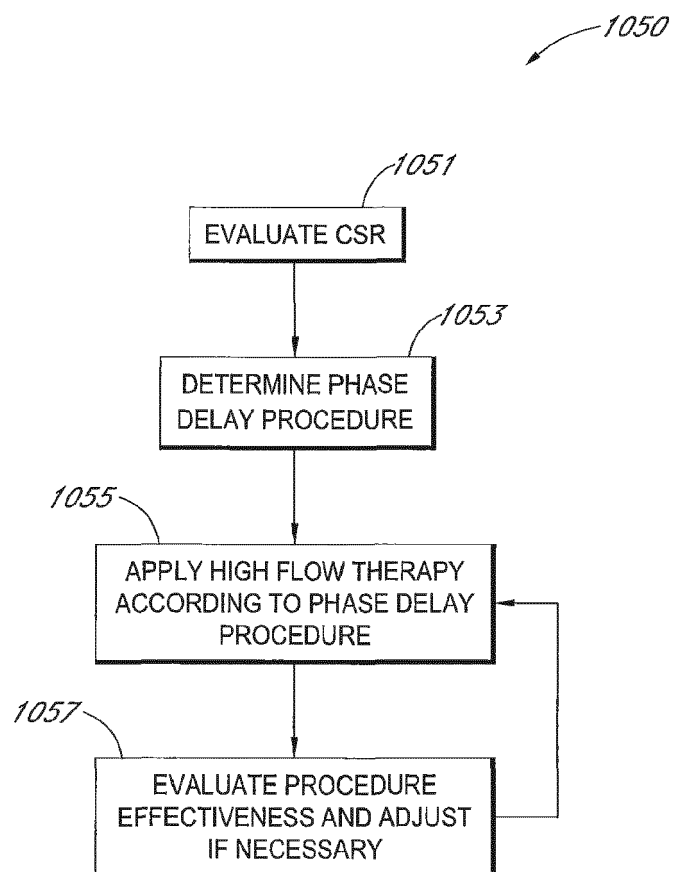 1050
1051
EVALUATE CSR
1053
DETERMINE PHASE
DELAY PROCEDURE
1055
APPLY HIGH FLOW THERAPY
ACCORDING TO PHASE DELAY
PROCEDURE
1057
EVALUATE PROCEDURE
EFFECTIVENESS AND ADJUST
IF NECESSARY